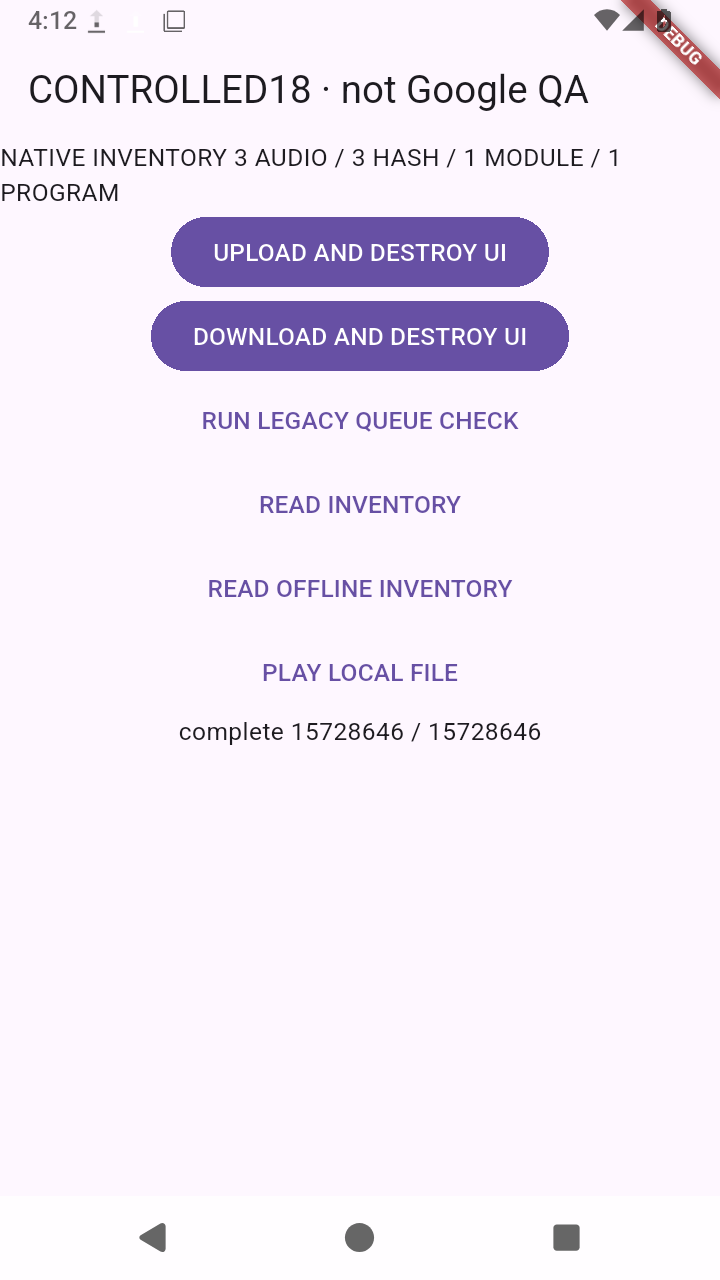 4:12
DEBUG
CONTROLLED18 · not Google QA
NATIVE INVENTORY 3 AUDIO / 3 HASH / 1 MODULE / 1
PROGRAM
UPLOAD AND DESTROY UI
DOWNLOAD AND DESTROY UI
RUN LEGACY QUEUE CHECK
READ INVENTORY
READ OFFLINE INVENTORY
PLAY LOCAL FILE
complete 15728646 / 15728646